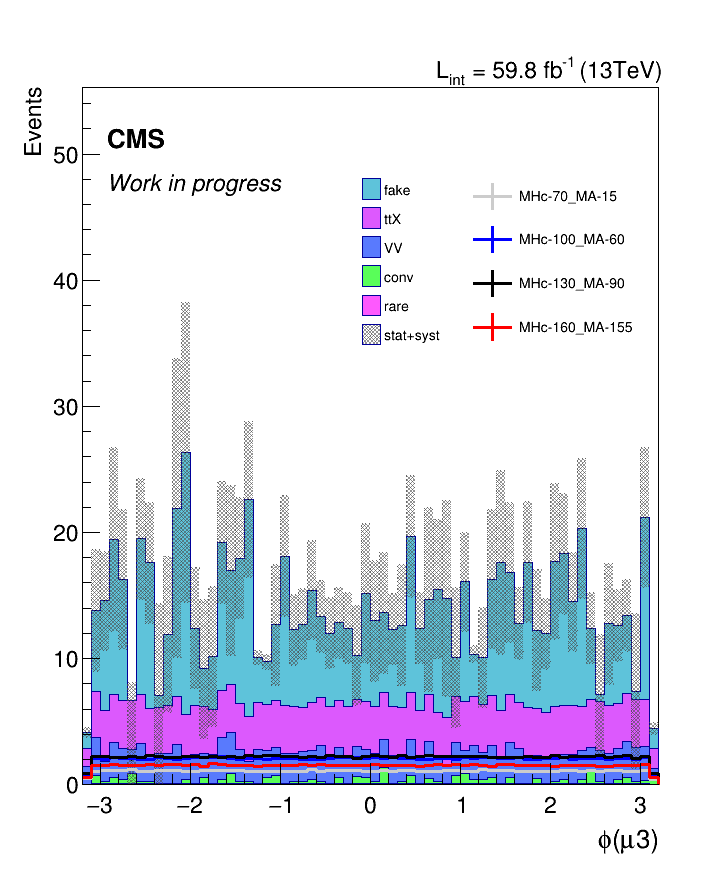 L_int = 59.8 fb^-1 (13TeV)
Events
CMS
Work in progress
fake
ttX
VV
conv
rare
stat+syst
MHc-70_MA-15
MHc-100_MA-60
MHc-130_MA-90
MHc-160_MA-155
50
40
30
20
10
0
−3 −2 −1 0 1 2 3
ϕ(μ3)